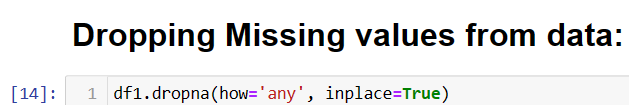 Dropping Missing values from data:
[14]: 1 df1.dropna(how='any', inplace=True)